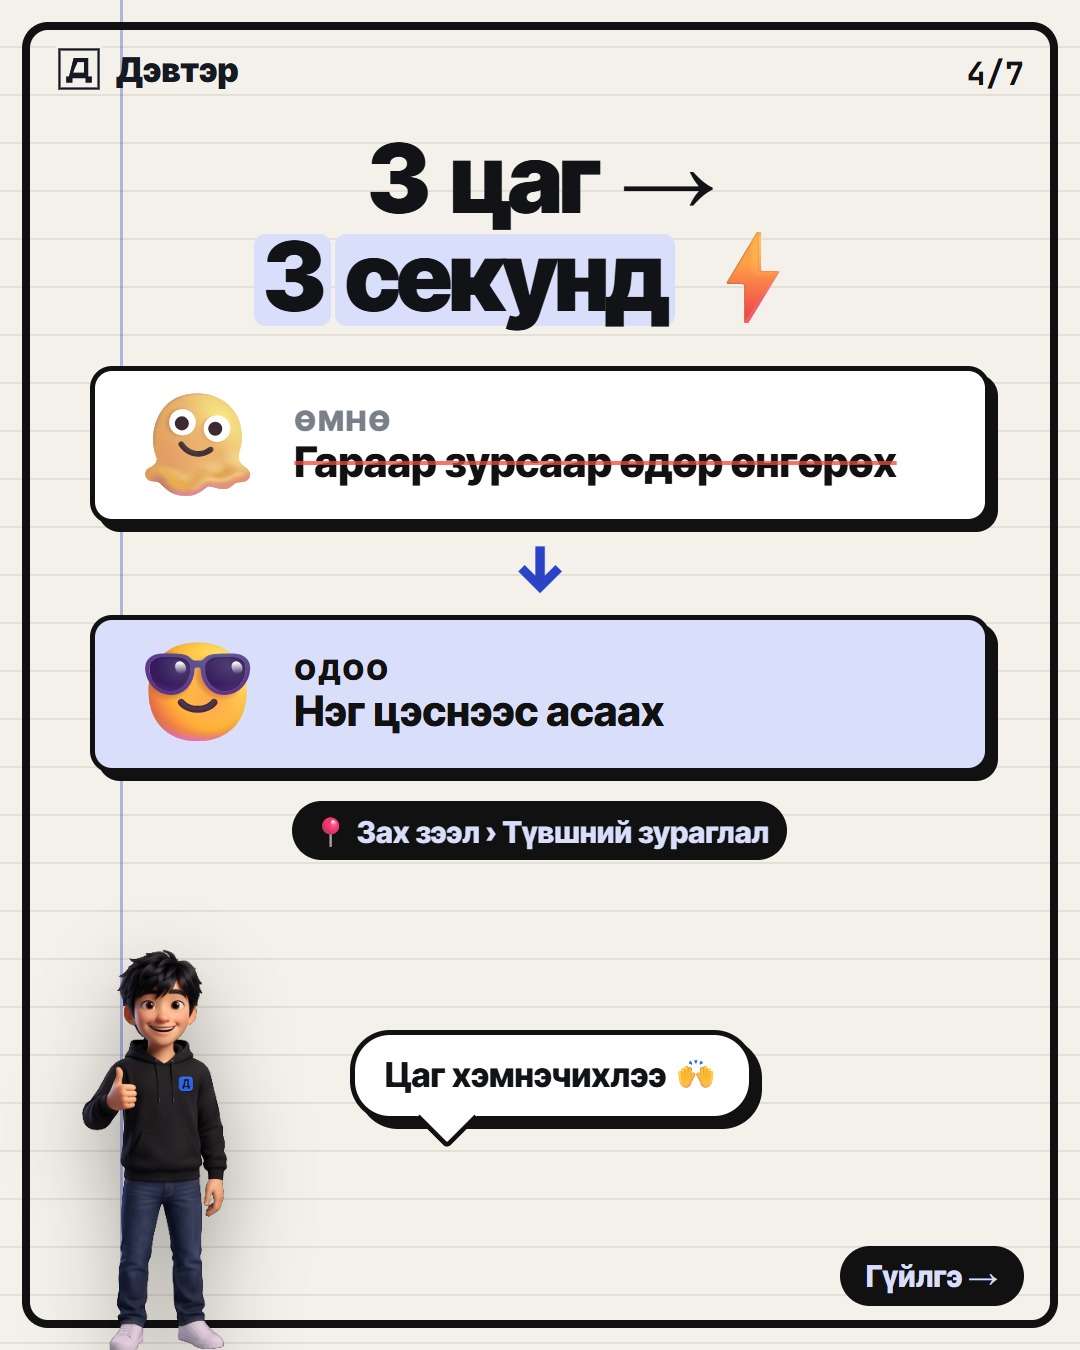 Д Дэвтэр
4/7
3 цаг →
3 секунд ⚡
өмнө
Гараар зурсаар өдөр өнгөрөх
↓
одоо
Нэг цэснээс асаах
📍 Зах зээл › Түвшний зураглал
Д
Цаг хэмнэчихлээ 🙌
Гүйлгэ →